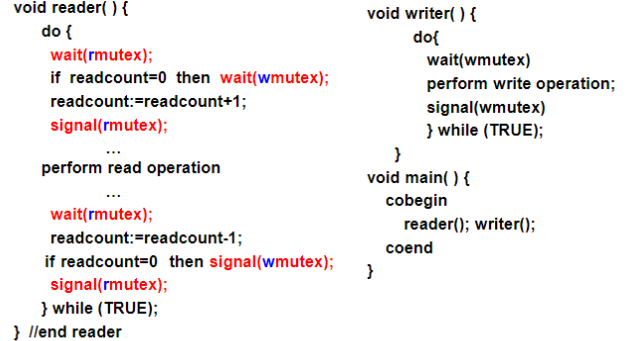 void reader( ) {
do {
wait(rmutex);
if readcount=0 then wait(wmutex);
readcount:=readcount+1;
signal(rmutex);
...
perform read operation
...
wait(rmutex);
readcount:=readcount-1;
if readcount=0 then signal(wmutex);
signal(rmutex);
} while (TRUE);
} //end reader
void writer( ) {
do{
wait(wmutex)
perform write operation;
signal(wmutex)
} while (TRUE);
}
void main( ) {
cobegin
reader(); writer();
coend
}